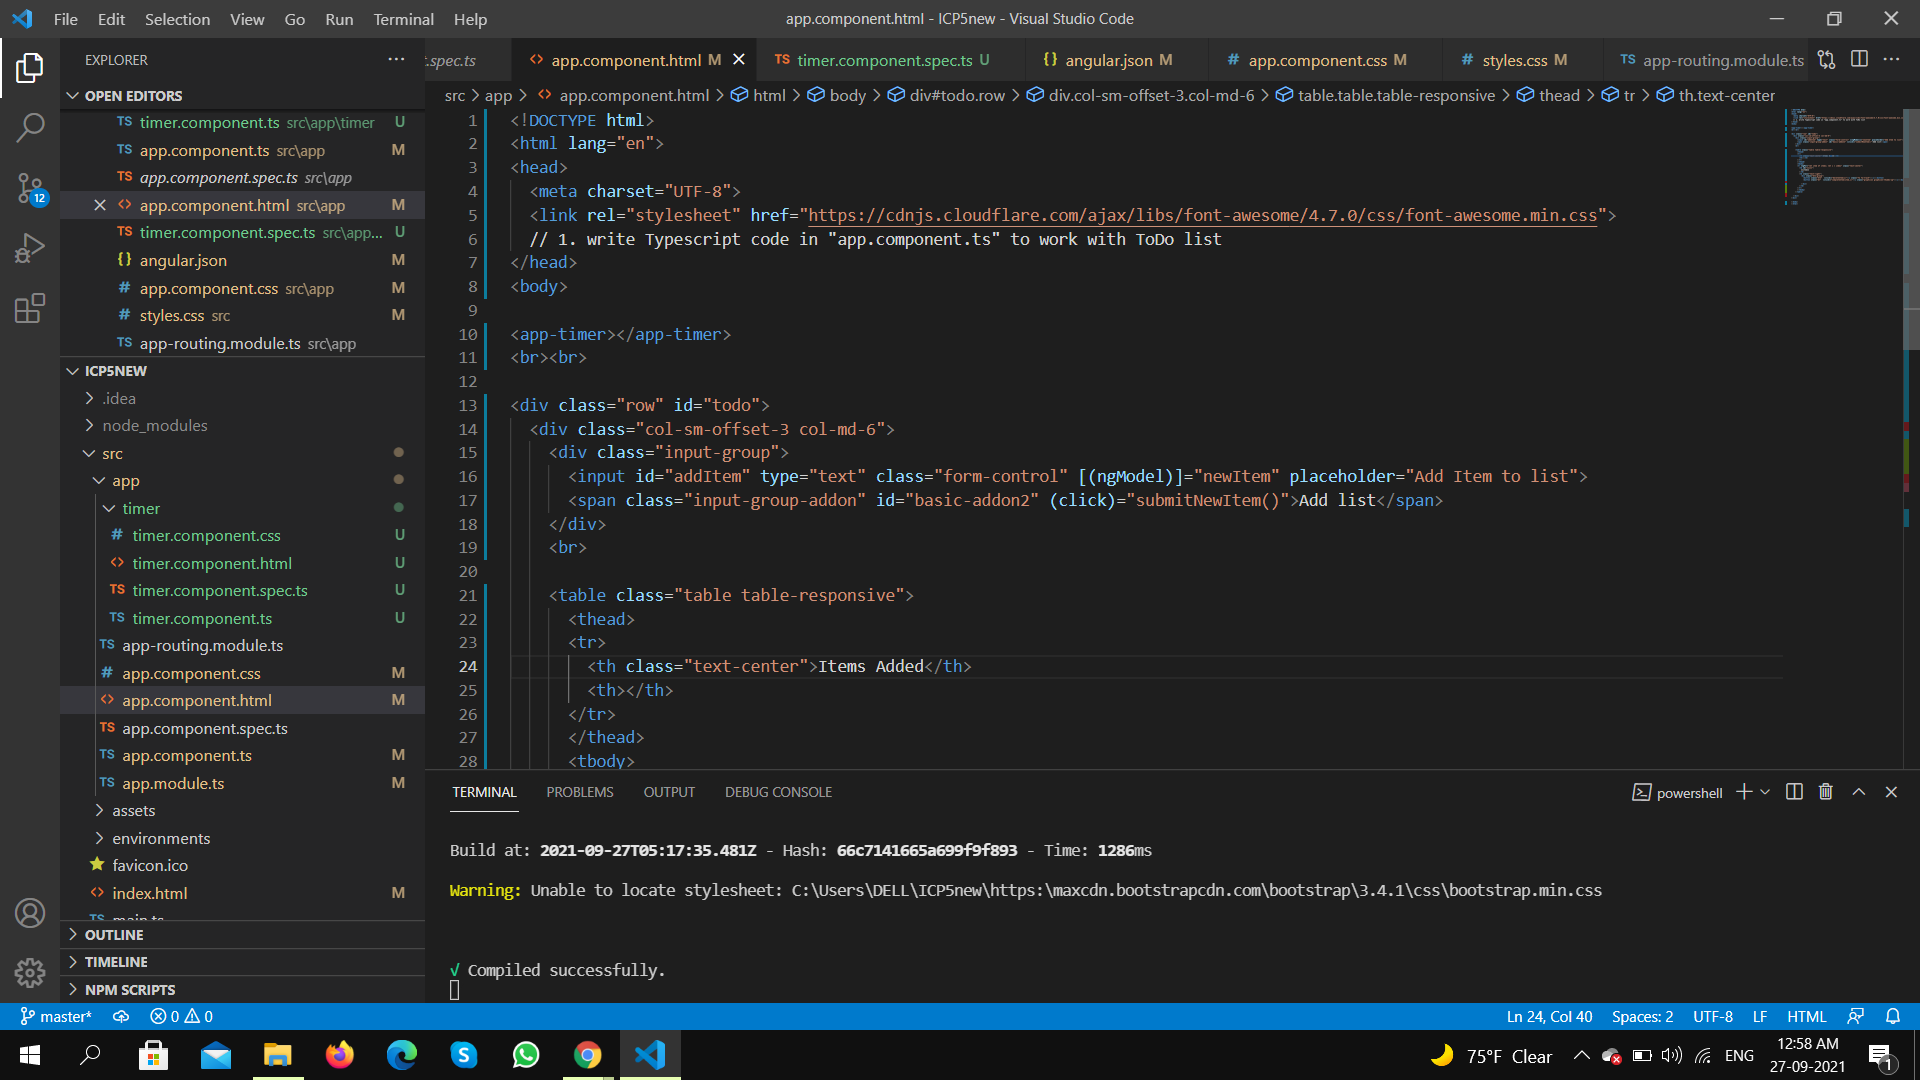 File Edit Selection View Go Run Terminal Help
app.component.html - ICP5new - Visual Studio Code
EXPLORER
.spec.ts
app.component.html M
TS timer.component.spec.ts U
{} angular.json M
# app.component.css M
# styles.css M
TS app-routing.module.ts
OPEN EDITORS
src > app > app.component.html > html > body > div#todo.row > div.col-sm-offset-3.col-md-6 > table.table.table-responsive > thead > tr > th.text-center
TS timer.component.ts src\app\timer U
TS app.component.ts src\app M
TS app.component.spec.ts src\app
app.component.html src\app M
TS timer.component.spec.ts src\app... U
{} angular.json M
# app.component.css src\app M
# styles.css src M
TS app-routing.module.ts src\app
ICP5NEW
.idea
node_modules
src
app
timer
# timer.component.css U
timer.component.html U
TS timer.component.spec.ts U
TS timer.component.ts U
TS app-routing.module.ts
# app.component.css M
app.component.html M
TS app.component.spec.ts
TS app.component.ts M
TS app.module.ts M
assets
environments
favicon.ico
index.html M
TS main.ts
OUTLINE
TIMELINE
NPM SCRIPTS
12
1 <!DOCTYPE html>
2 <html lang="en">
3 <head>
4 <meta charset="UTF-8">
5 <link rel="stylesheet" href="https://cdnjs.cloudflare.com/ajax/libs/font-awesome/4.7.0/css/font-awesome.min.css">
6 // 1. write Typescript code in "app.component.ts" to work with ToDo list
7 </head>
8 <body>
9
10 <app-timer></app-timer>
11 <br><br>
12
13 <div class="row" id="todo">
14 <div class="col-sm-offset-3 col-md-6">
15 <div class="input-group">
16 <input id="addItem" type="text" class="form-control" [(ngModel)]="newItem" placeholder="Add Item to list">
17 <span class="input-group-addon" id="basic-addon2" (click)="submitNewItem()">Add list</span>
18 </div>
19 <br>
20
21 <table class="table table-responsive">
22 <thead>
23 <tr>
24 <th class="text-center">Items Added</th>
25 <th></th>
26 </tr>
27 </thead>
28 <tbody>
TERMINAL PROBLEMS OUTPUT DEBUG CONSOLE
powershell
Build at: 2021-09-27T05:17:35.481Z - Hash: 66c7141665a699f9f893 - Time: 1286ms
Warning: Unable to locate stylesheet: C:\Users\DELL\ICP5new\https:\maxcdn.bootstrapcdn.com\bootstrap\3.4.1\css\bootstrap.min.css
√ Compiled successfully.
master* 0 0
Ln 24, Col 40 Spaces: 2 UTF-8 LF HTML
75°F Clear
ENG
12:58 AM
27-09-2021
1